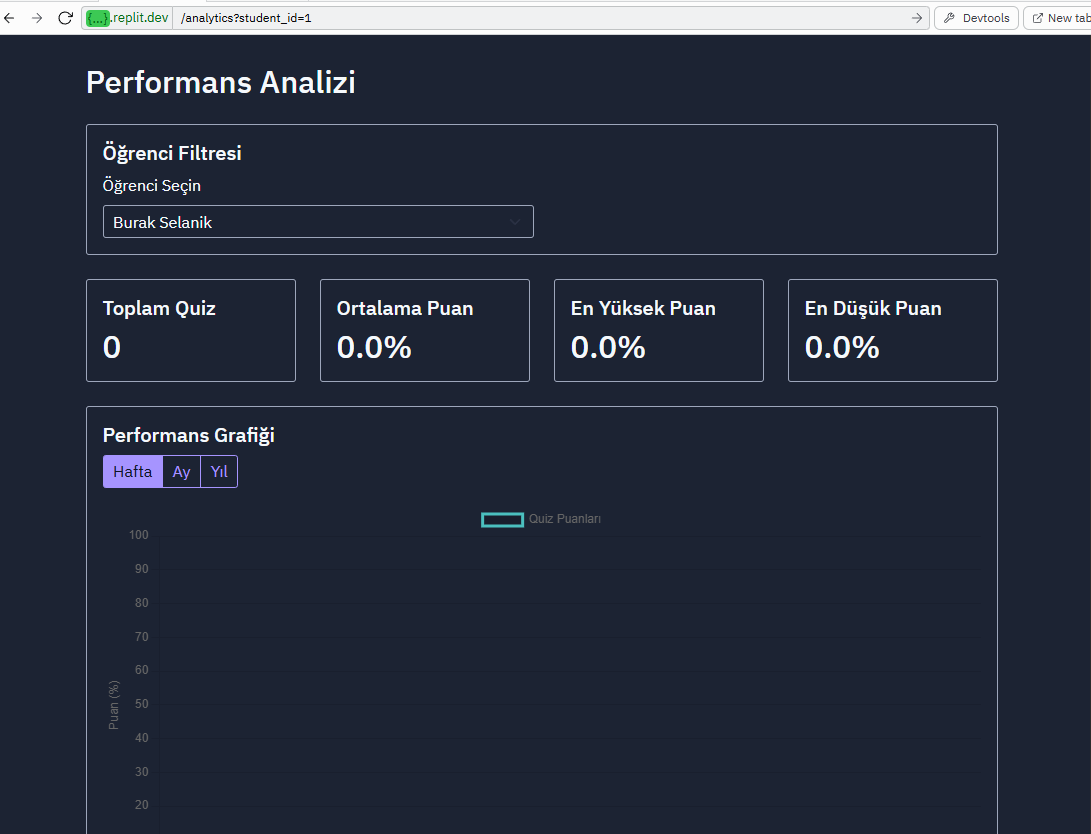 {...}.replit.dev /analytics?student_id=1 Devtools New tab
Performans Analizi
Öğrenci Filtresi
Öğrenci Seçin
Burak Selanik
Toplam Quiz
0
Ortalama Puan
0.0%
En Yüksek Puan
0.0%
En Düşük Puan
0.0%
Performans Grafiği
Hafta Ay Yıl
Quiz Puanları
100
90
80
70
60
50
40
30
20
Puan (%)